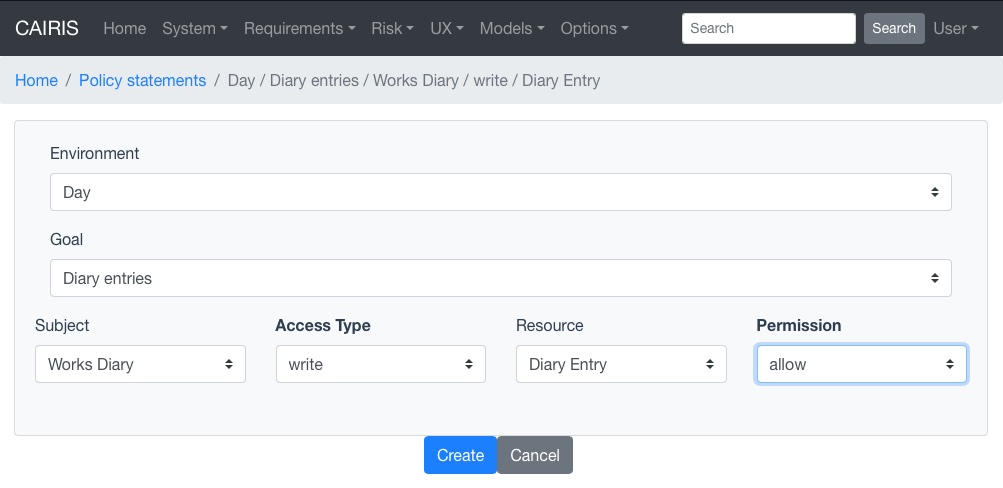 CAIRIS Home System Requirements Risk UX Models Options Search Search User
Home / Policy statements / Day / Diary entries / Works Diary / write / Diary Entry
Environment
Day
Goal
Diary entries
Subject Access Type Resource Permission
Works Diary write Diary Entry allow
Create Cancel